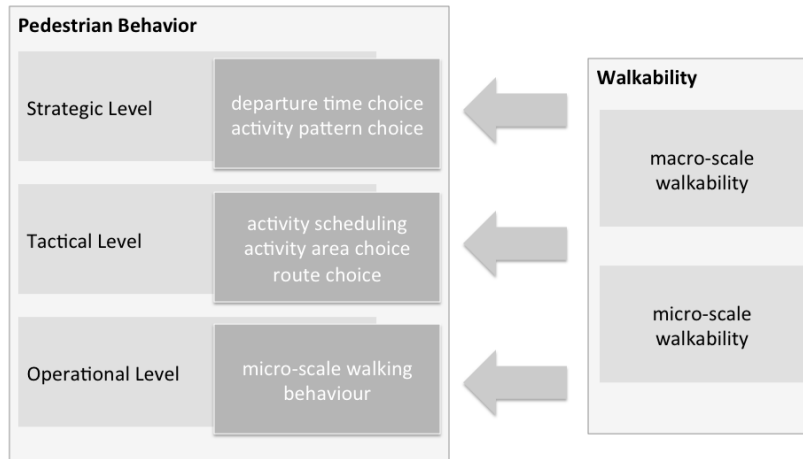 Pedestrian Behavior
Strategic Level
departure time choice
activity pattern choice
Tactical Level
activity scheduling
activity area choice
route choice
Operational Level
micro-scale walking
behaviour
Walkability
macro-scale
walkability
micro-scale
walkability